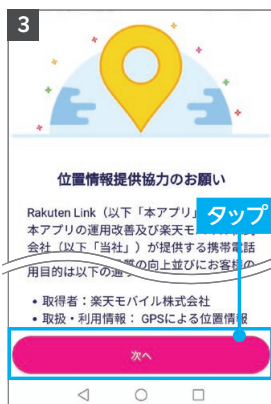 3
位置情報提供協力のお願い
Rakuten Link（以下「本アプリ」
タップ
本アプリの運用改善及び楽天モ
会社（以下「当社」）が提供する携帯電話
の向上並びにお客様の
用目的は以下の通
• 取得者：楽天モバイル株式会社
• 取扱・利用情報： GPSによる位置情報
次へ